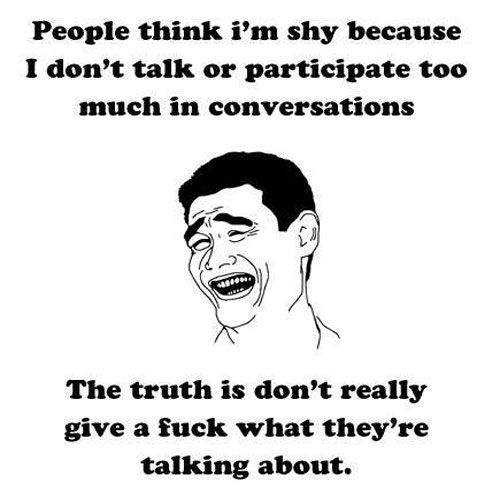 People think i'm shy because
I don't talk or participate too
much in conversations
The truth is don't really
give a fuck what they're
talking about.